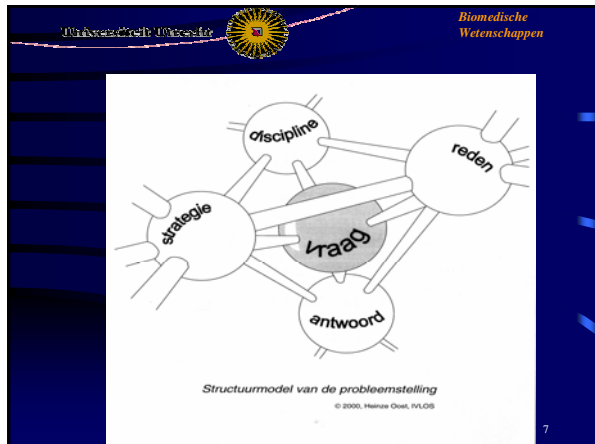 Universiteit Utrecht
Biomedische
Wetenschappen
discipline
reden
strategie
vraag
antwoord
Structuurmodel van de probleemstelling
© 2000, Heinze Oost, IVLOS
7